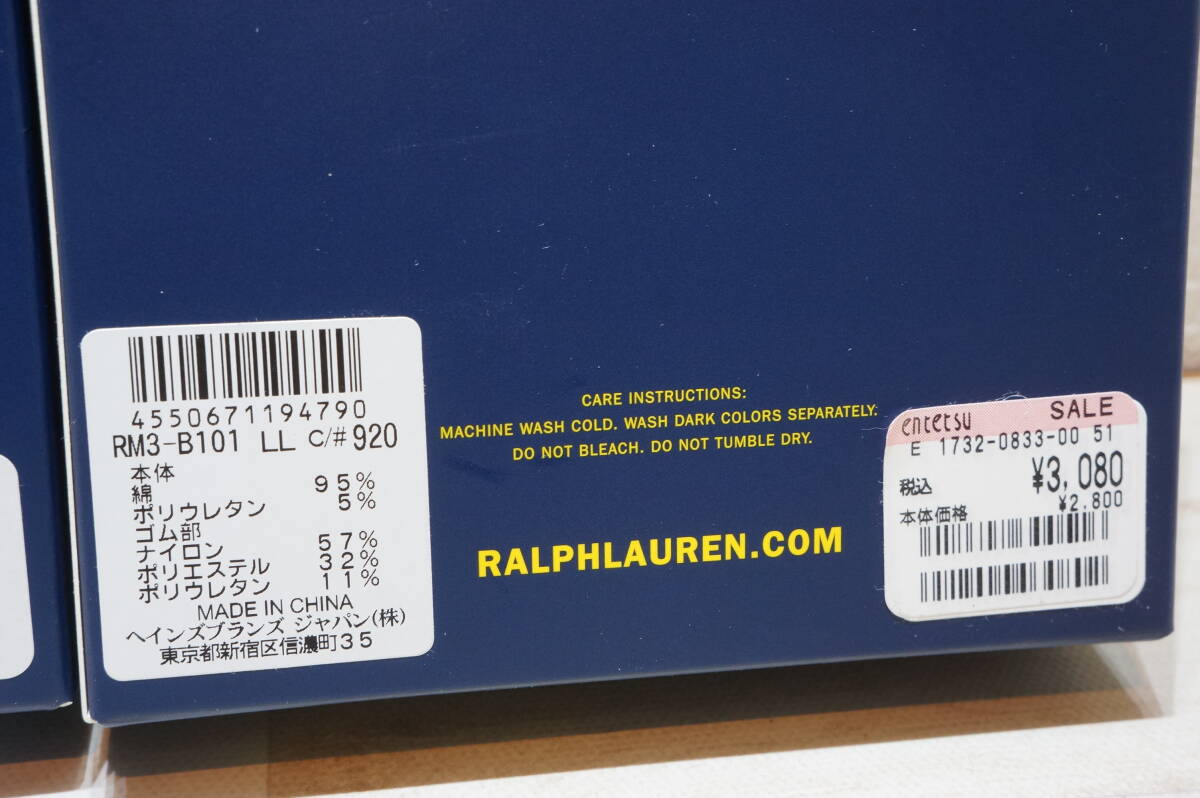 4550671194790
RM3-B101 LL C/# 920
本体
綿 95%
ポリウレタン 5%
ゴム部
ナイロン 57%
ポリエステル 32%
ポリウレタン 11%
MADE IN CHINA
ヘインズブランズ ジャパン(株)
東京都新宿区信濃町35
CARE INSTRUCTIONS:
MACHINE WASH COLD. WASH DARK COLORS SEPARATELY.
DO NOT BLEACH. DO NOT TUMBLE DRY.
RALPHLAUREN.COM
entetsu SALE
E 1732-0833-00 51
税込 ¥3,080
本体価格 ¥2.800